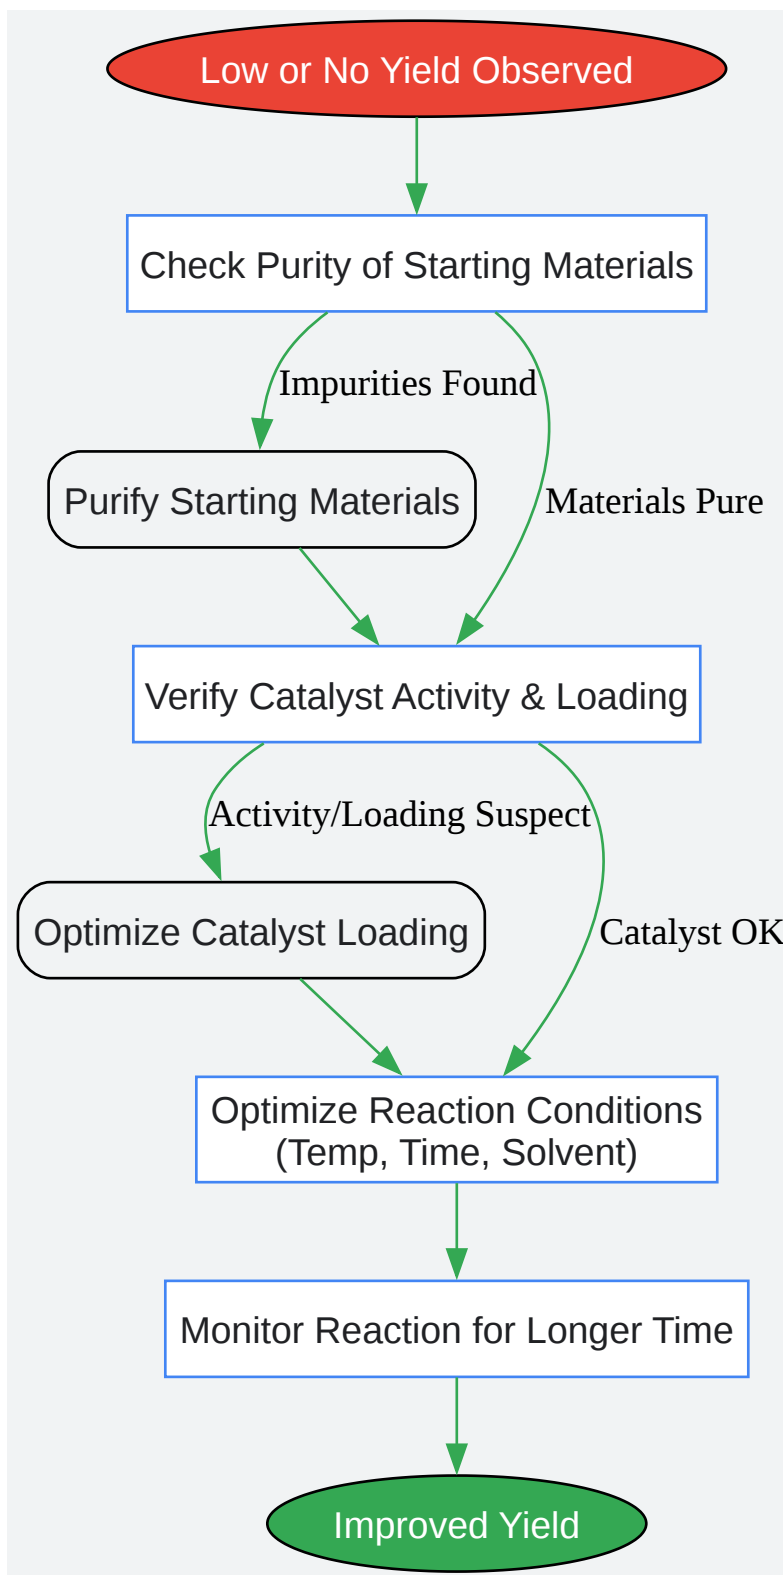 Low or No Yield Observed
Check Purity of Starting Materials
Impurities Found
Purify Starting Materials
Materials Pure
Verify Catalyst Activity & Loading
Activity/Loading Suspect
Optimize Catalyst Loading
Catalyst OK
Optimize Reaction Conditions
(Temp, Time, Solvent)
Monitor Reaction for Longer Time
Improved Yield